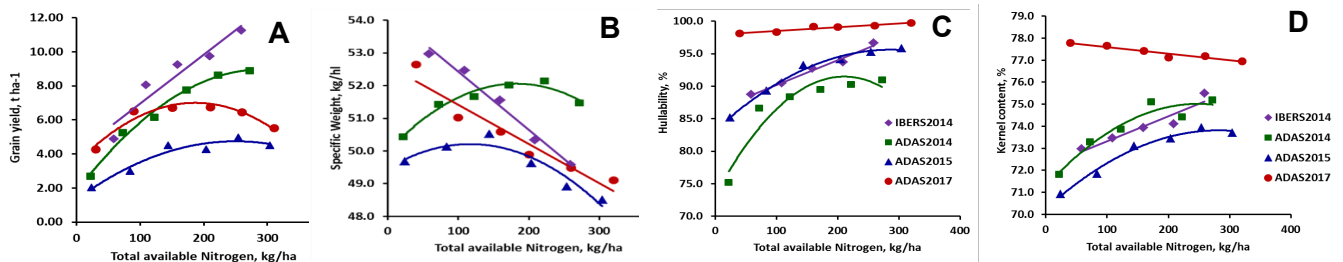 A
Grain yield, t ha-1
12.00
10.00
8.00
6.00
4.00
2.00
0.00
0
100
200
300
Total available Nitrogen, kg/ha
B
Specific Weight, kg/hl
54.0
53.0
52.0
51.0
50.0
49.0
48.0
0
100
200
300
Total available Nitrogen, kg/ha
C
Hullability, %
100.0
95.0
90.0
85.0
80.0
75.0
70.0
0
100
200
300
400
Total available Nitrogen, kg/ha
IBERS2014
ADAS2014
ADAS2015
ADAS2017
D
Kernel content, %
79.0
78.0
77.0
76.0
75.0
74.0
73.0
72.0
71.0
70.0
0
100
200
300
400
Total available Nitrogen, kg/ha
IBERS2014
ADAS2014
ADAS2015
ADAS2017